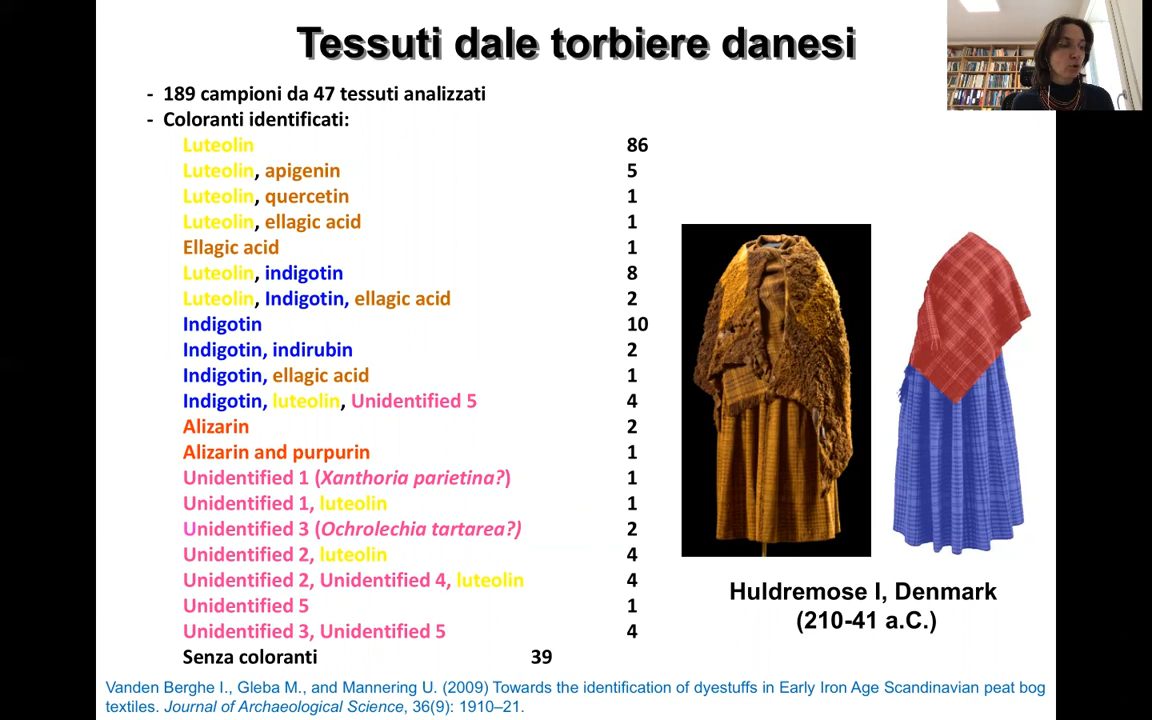 Tessuti dale torbiere danesi
- 189 campioni da 47 tessuti analizzati
- Coloranti identificati:
Luteolin 86
Luteolin, apigenin 5
Luteolin, quercetin 1
Luteolin, ellagic acid 1
Ellagic acid 1
Luteolin, indigotin 8
Luteolin, Indigotin, ellagic acid 2
Indigotin 10
Indigotin, indirubin 2
Indigotin, ellagic acid 1
Indigotin, luteolin, Unidentified 5 4
Alizarin 2
Alizarin and purpurin 1
Unidentified 1 (Xanthoria parietina?) 1
Unidentified 1, luteolin 1
Unidentified 3 (Ochrolechia tartarea?) 2
Unidentified 2, luteolin 4
Unidentified 2, Unidentified 4, luteolin 4
Unidentified 5 1
Unidentified 3, Unidentified 5 4
Senza coloranti 39
Huldremose I, Denmark
(210-41 a.C.)
Vanden Berghe I., Gleba M., and Mannering U. (2009) Towards the identification of dyestuffs in Early Iron Age Scandinavian peat bog
textiles. Journal of Archaeological Science, 36(9): 1910–21.